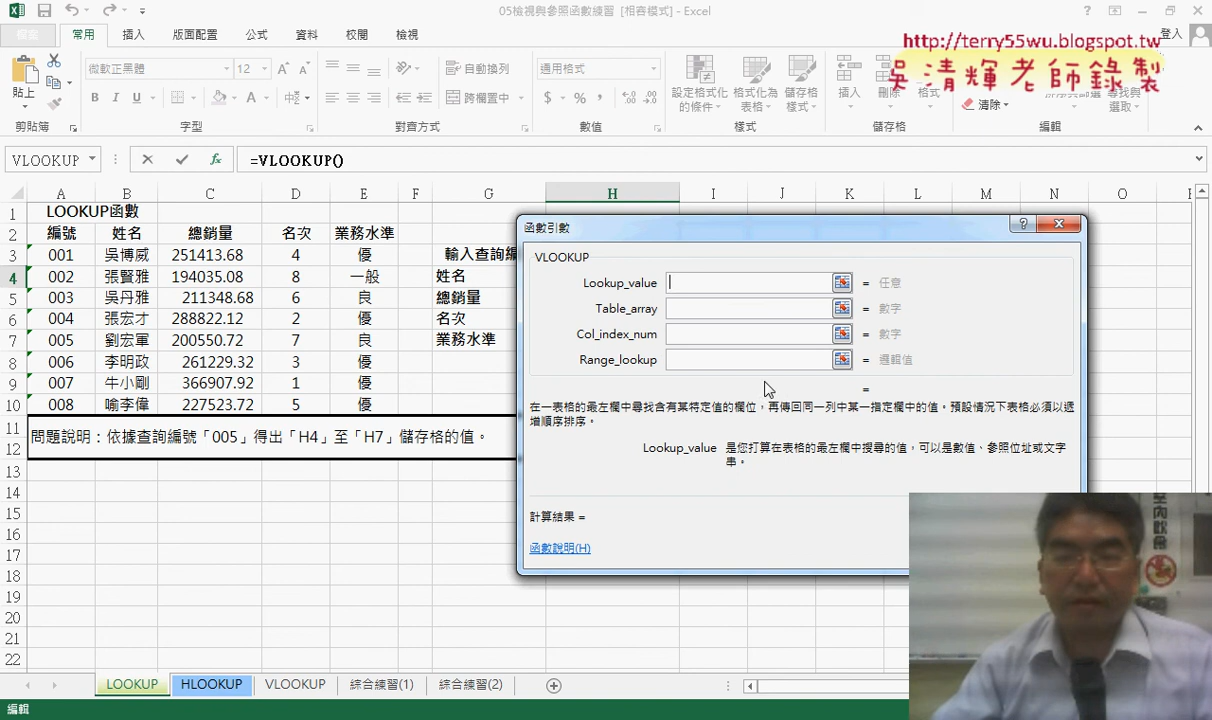 05檢視與參照函數練習 [相容模式] - Excel
登入
http://terry55wu.blogspot.tw
吳清輝老師錄製
檔案 常用 插入 版面配置 公式 資料 校閱 檢視
貼上 微軟正黑體 12 自動換列 通用格式 設定格式化的條件 格式化為表格 儲存格樣式 插入 刪除 格式 清除 尋找與選取
B I U 中 跨欄置中 $ % ,
剪貼簿 字型 對齊方式 數值 樣式 儲存格 編輯
VLOOKUP fx =VLOOKUP()
A B C D E F G H I J K L M N O
1 LOOKUP函數
2 編號 姓名 總銷量 名次 業務水準
3 001 吳博威 251413.68 4 優 輸入查詢編
4 002 張賢雅 194035.08 8 一般 姓名
5 003 吳丹雅 211348.68 6 良 總銷量
6 004 張宏才 288822.12 2 優 名次
7 005 劉宏軍 200550.72 7 良 業務水準
8 006 李明政 261229.32 3 優
9 007 牛小剛 366907.92 1 優
10 008 喻李偉 227523.72 5 優
11
問題說明：依據查詢編號「005」得出「H4」至「H7」儲存格的值。
12
13
14
15
16
17
18
19
20
21
22
函數引數
VLOOKUP
Lookup_value = 任意
Table_array = 數字
Col_index_num = 數字
Range_lookup = 邏輯值
=
在一表格的最左欄中尋找含有某特定值的欄位，再傳回同一列中某一指定欄中的值。預設情況下表格必須以遞
增順序排序。
Lookup_value 是您打算在表格的最左欄中搜尋的值，可以是數值、參照位址或文字
串。
計算結果 =
函數說明(H)
LOOKUP HLOOKUP VLOOKUP 綜合練習(1) 綜合練習(2)
編輯